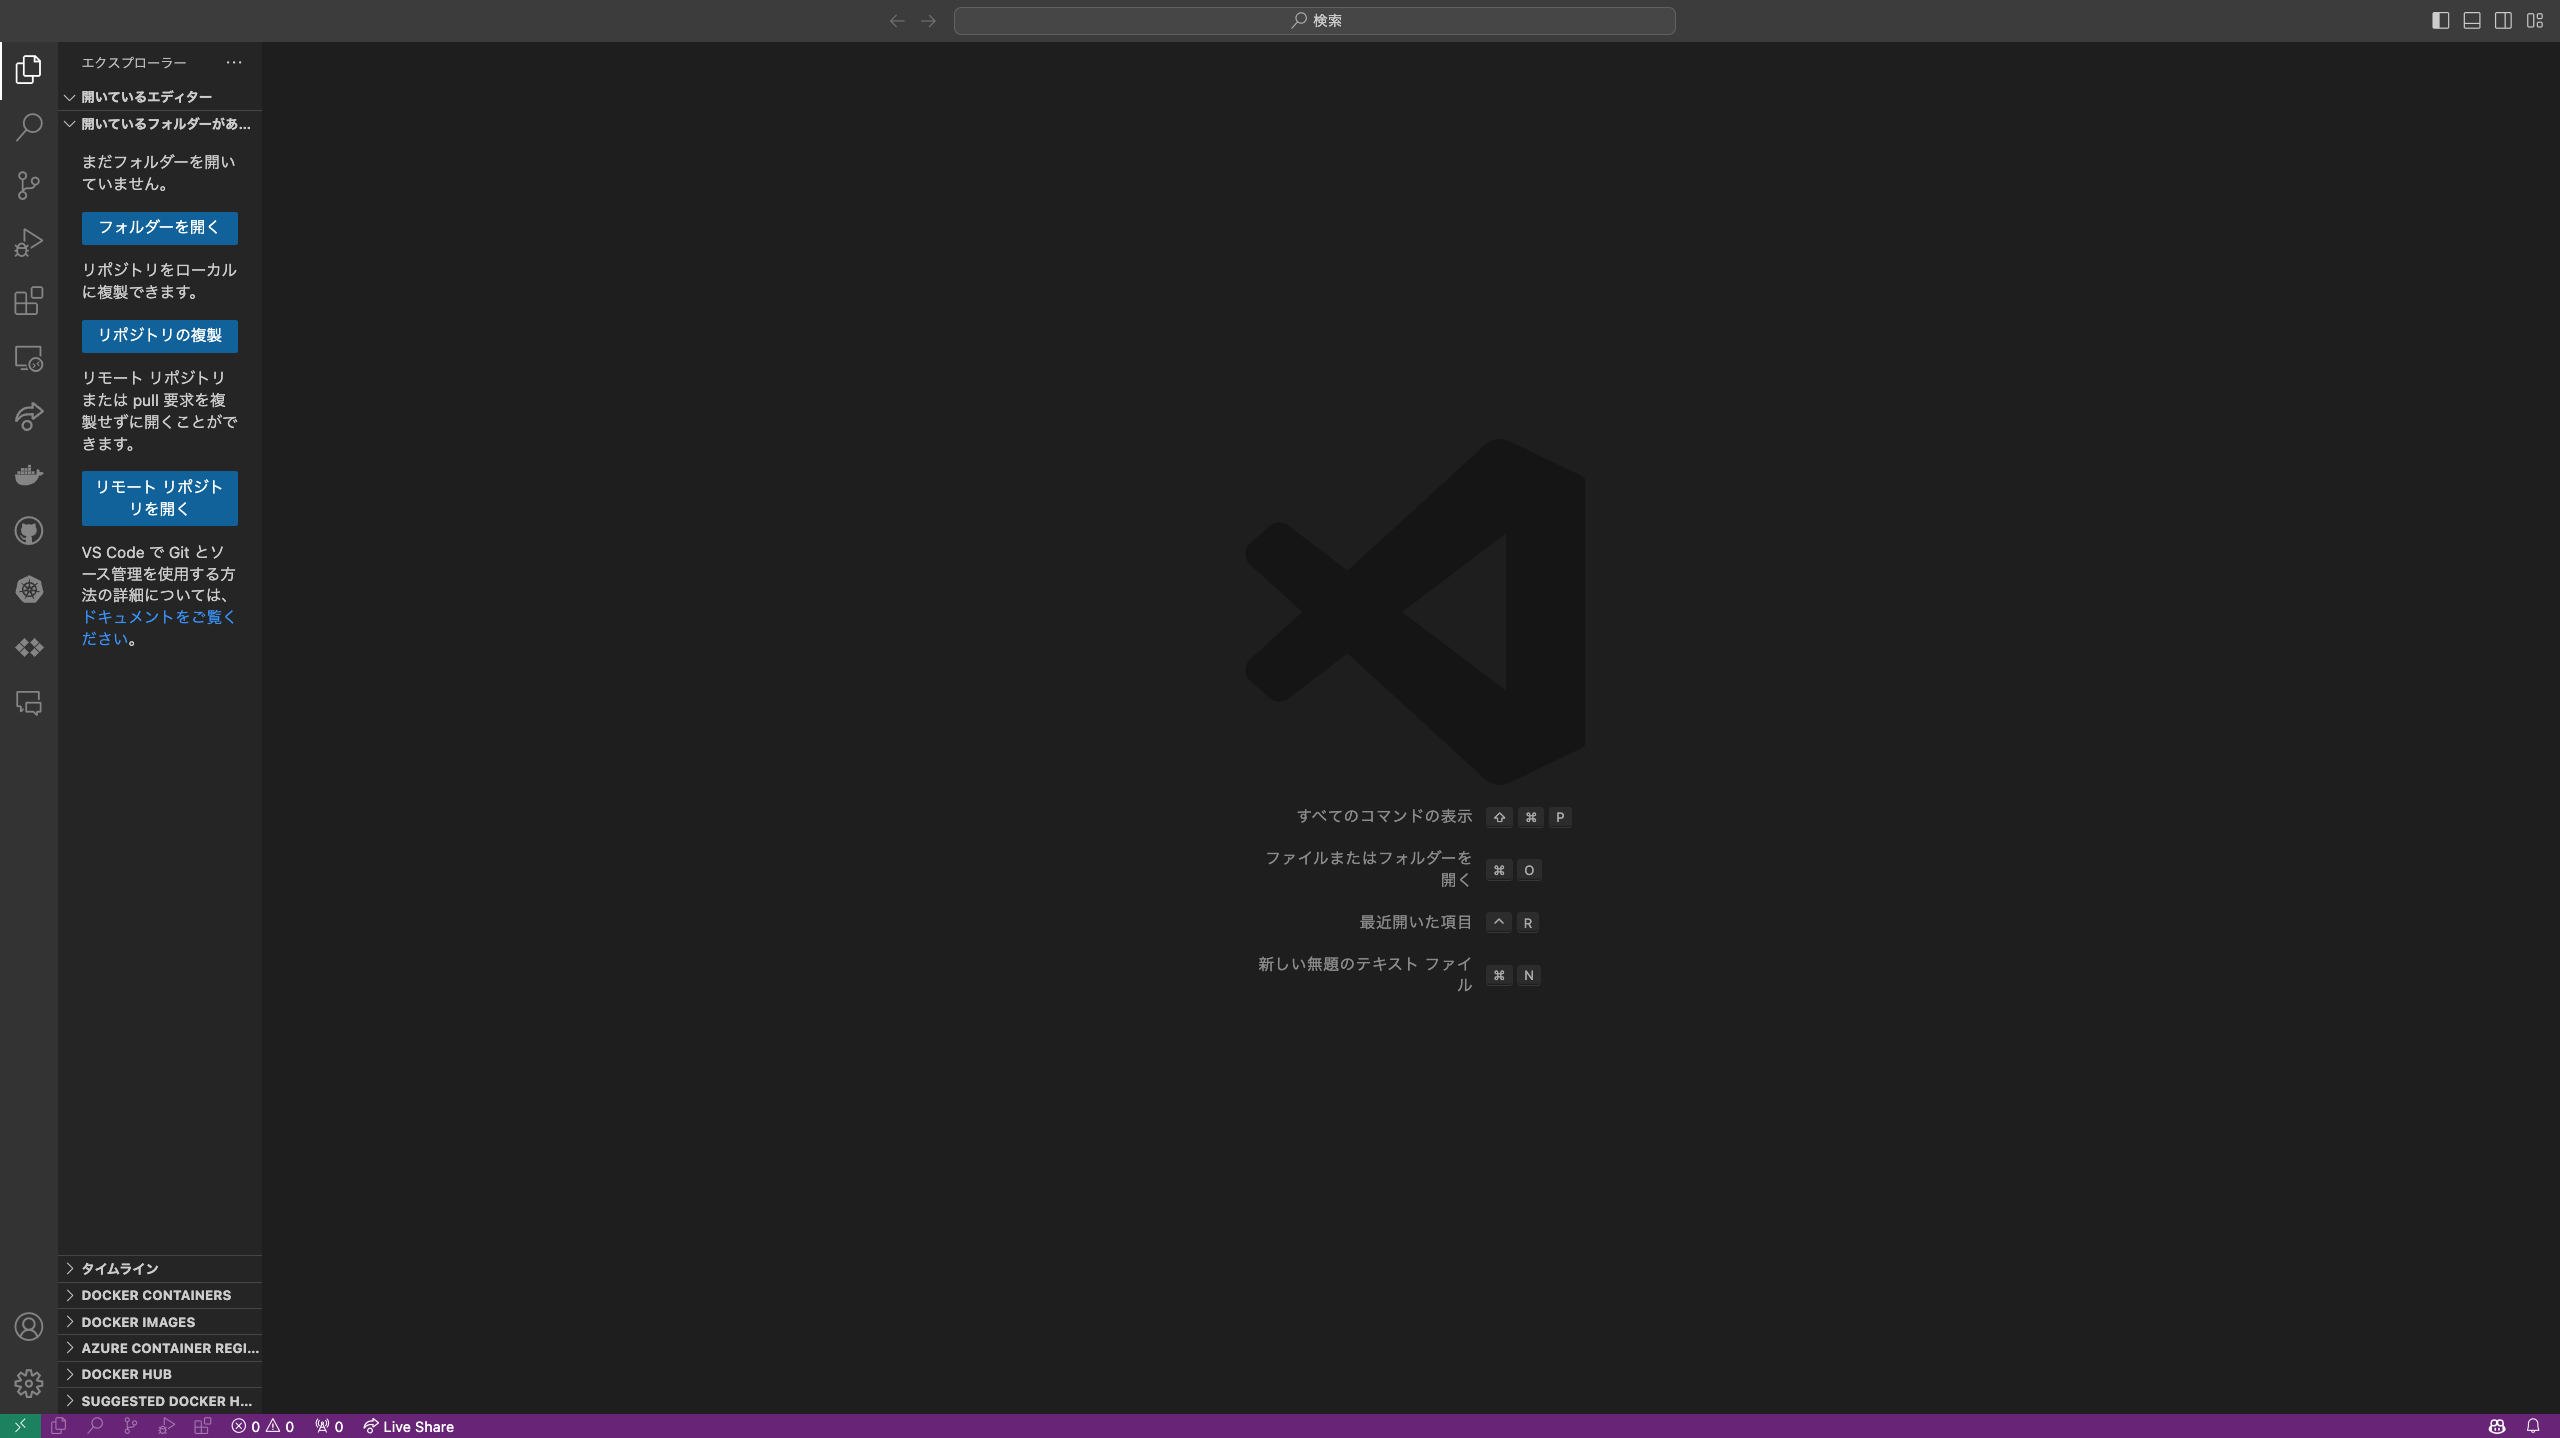 検索
エクスプローラー
開いているエディター
開いているフォルダーがあ...
まだフォルダーを開い
ていません。
フォルダーを開く
リポジトリをローカル
に複製できます。
リポジトリの複製
リモート リポジトリ
または pull 要求を複
製せずに開くことがで
きます。
リモート リポジト
リを開く
VS Code で Git とソ
ース管理を使用する方
法の詳細については、
ドキュメントをご覧く
ださい。
すべてのコマンドの表示 ⇧ ⌘ P
ファイルまたはフォルダーを
開く ⌘ O
最近開いた項目 ^ R
新しい無題のテキスト ファイ
ル ⌘ N
タイムライン
DOCKER CONTAINERS
DOCKER IMAGES
AZURE CONTAINER REGI...
DOCKER HUB
SUGGESTED DOCKER H...
0 0 0 Live Share